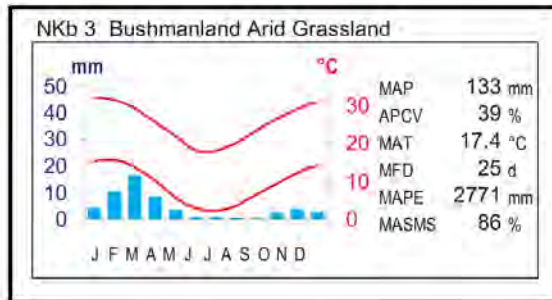 NKb 3 Bushmanland Arid Grassland
mm
°C
50
40
30
20
10
0
30
20
10
0
J F M A M J J A S O N D
MAP 133 mm
APCV 39 %
MAT 17.4 °C
MFD 25 d
MAPE 2771 mm
MASMS 86 %